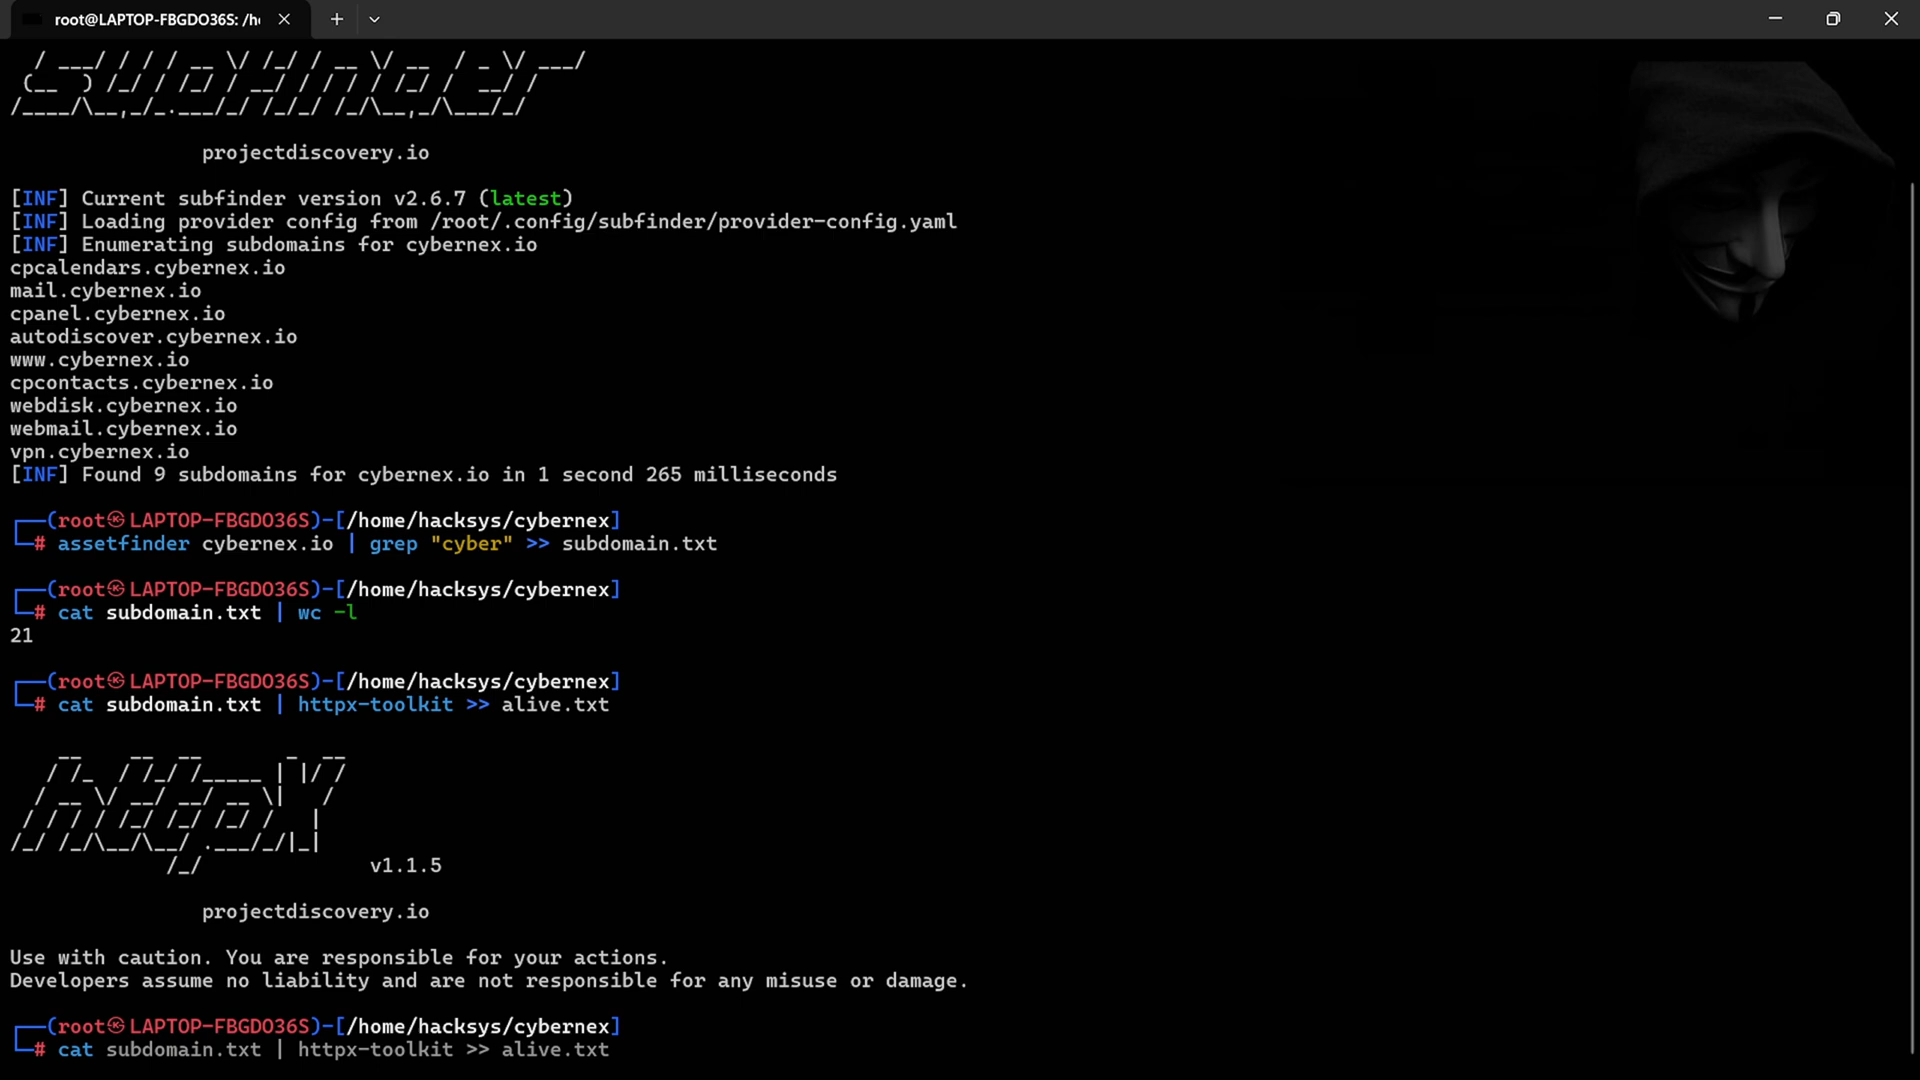 root@LAPTOP-FBGDO36S: /h
projectdiscovery.io
[INF] Current subfinder version v2.6.7 (latest)
[INF] Loading provider config from /root/.config/subfinder/provider-config.yaml
[INF] Enumerating subdomains for cybernex.io
cpcalendars.cybernex.io
mail.cybernex.io
cpanel.cybernex.io
autodiscover.cybernex.io
www.cybernex.io
cpcontacts.cybernex.io
webdisk.cybernex.io
webmail.cybernex.io
vpn.cybernex.io
[INF] Found 9 subdomains for cybernex.io in 1 second 265 milliseconds
┌──(root㉿LAPTOP-FBGDO36S)-[/home/hacksys/cybernex]
└─# assetfinder cybernex.io | grep "cyber" >> subdomain.txt
┌──(root㉿LAPTOP-FBGDO36S)-[/home/hacksys/cybernex]
└─# cat subdomain.txt | wc -l
21
┌──(root㉿LAPTOP-FBGDO36S)-[/home/hacksys/cybernex]
└─# cat subdomain.txt | httpx-toolkit >> alive.txt
httpx
v1.1.5
projectdiscovery.io
Use with caution. You are responsible for your actions.
Developers assume no liability and are not responsible for any misuse or damage.
┌──(root㉿LAPTOP-FBGDO36S)-[/home/hacksys/cybernex]
└─# cat subdomain.txt | httpx-toolkit >> alive.txt